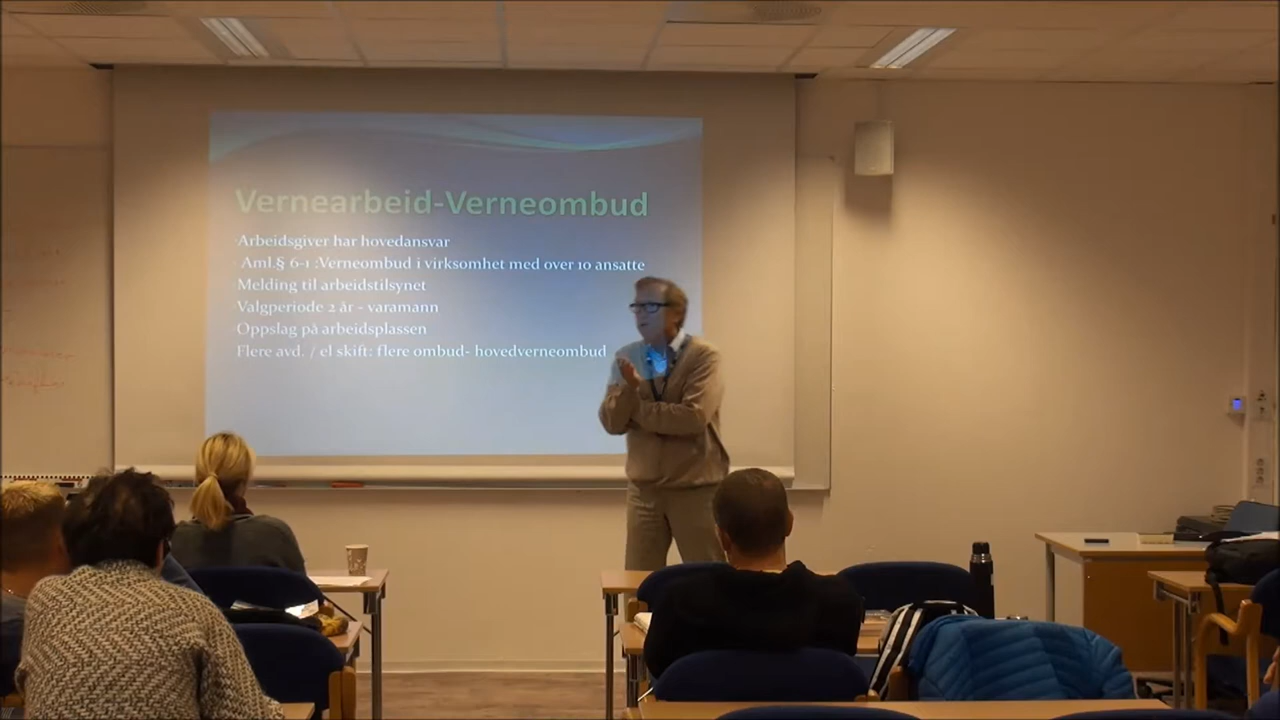 Vernearbeid-Verneombud
Arbeidsgiver har hovedansvar
Aml.§ 6-1 :Verneombud i virksomhet med over 10 ansatte
Melding til arbeidstilsynet
Valgperiode 2 år - varamann
Oppslag på arbeidsplassen
Flere avd. / el skift: flere ombud- hovedverneombud